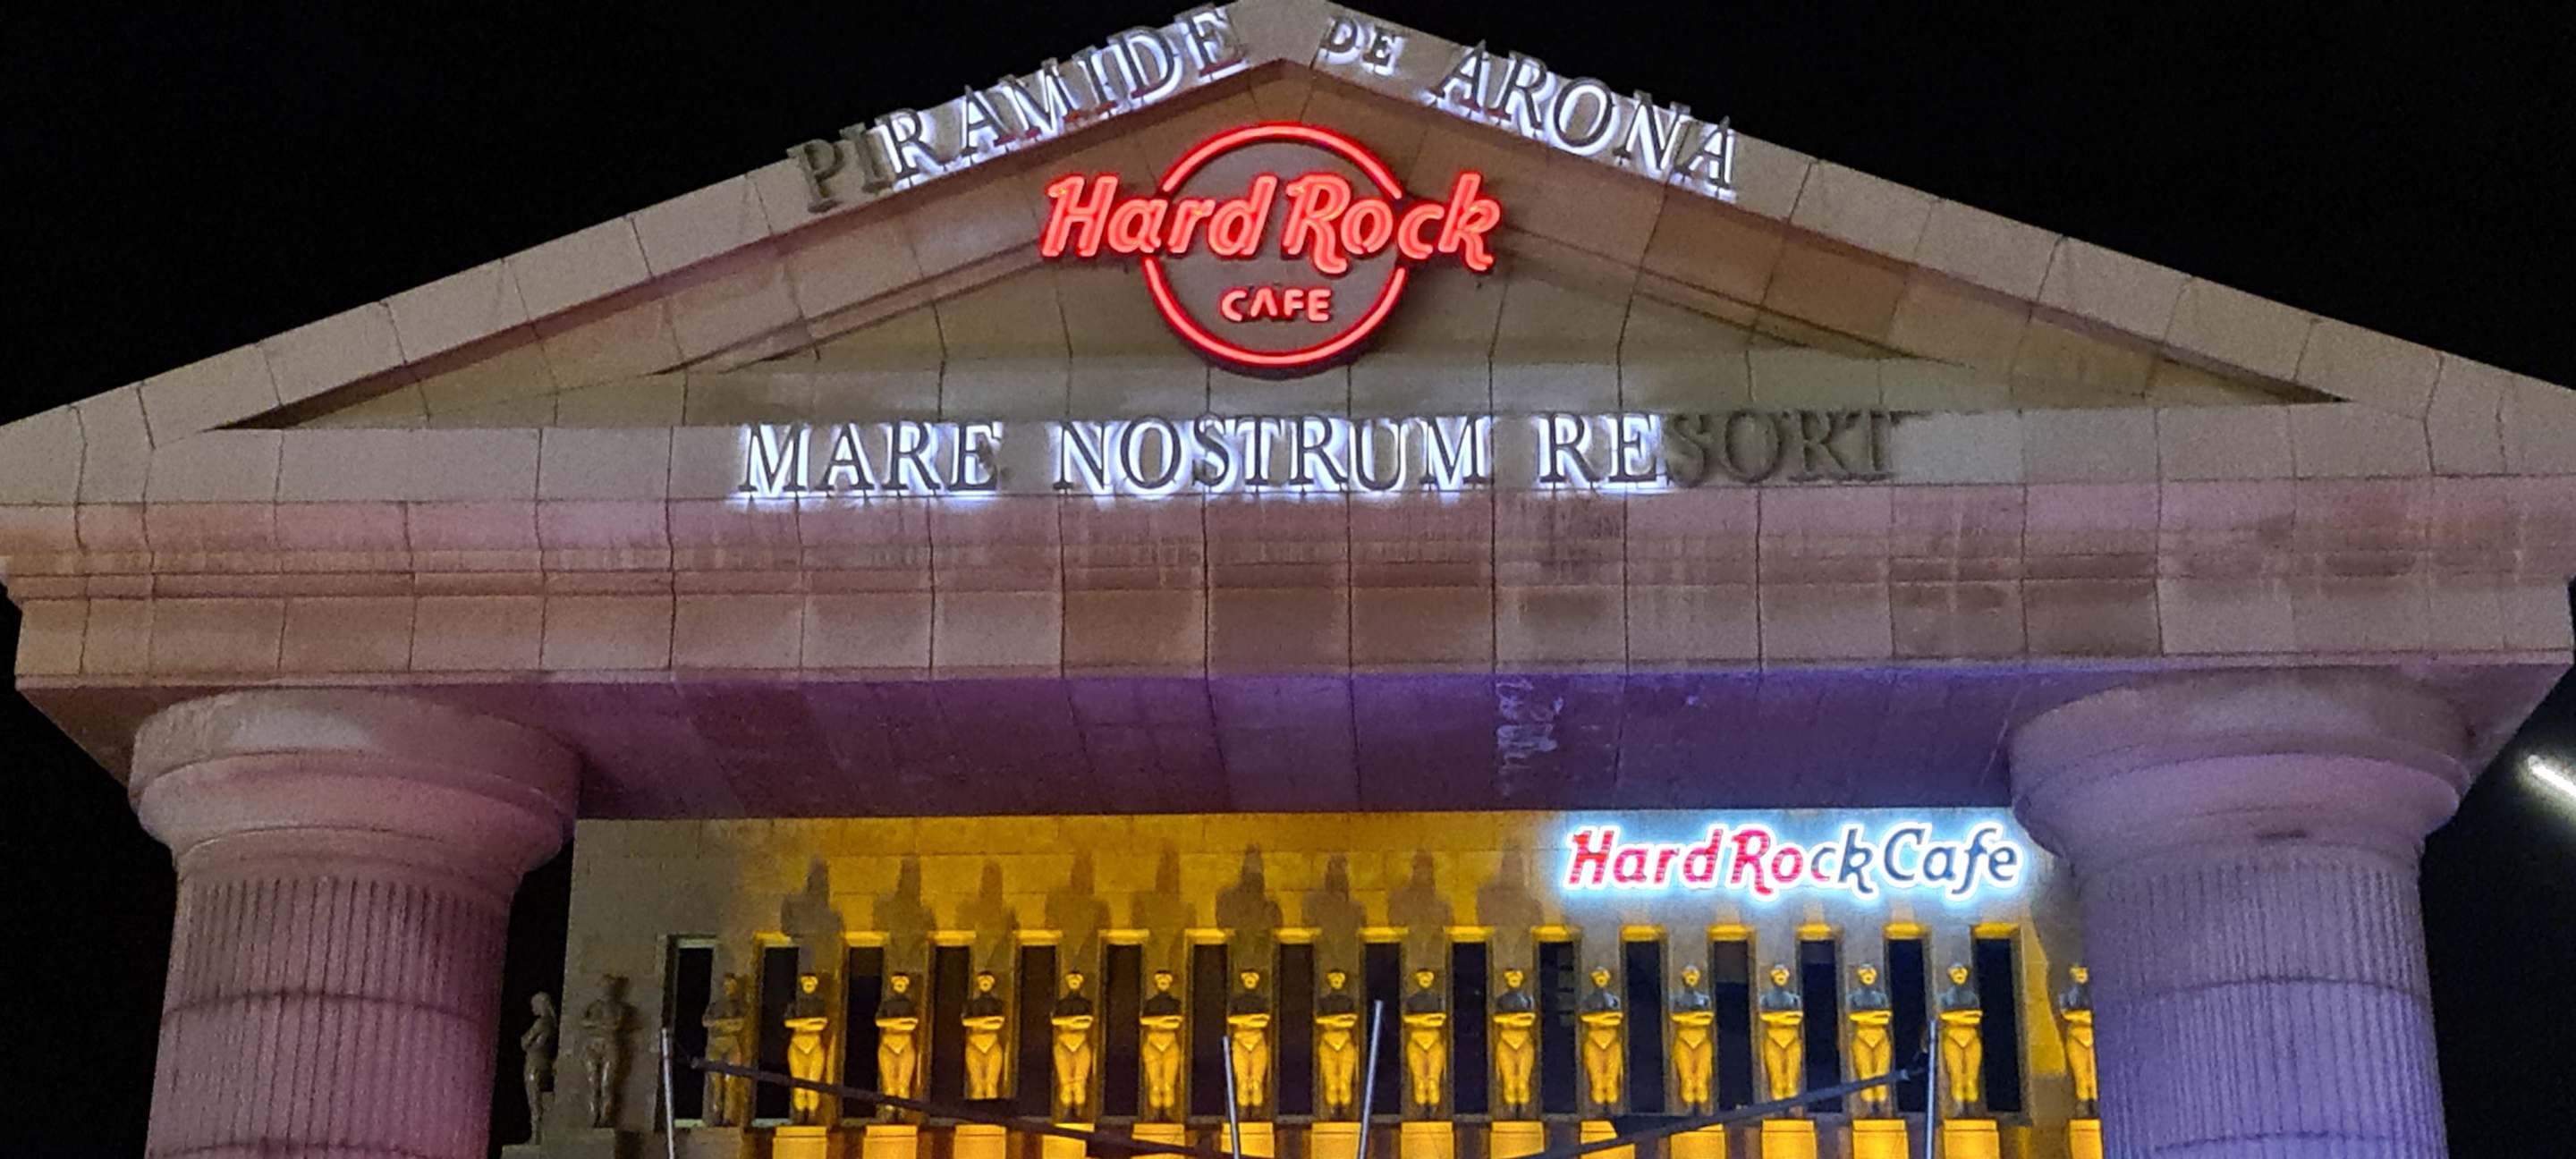 PIRAMIDE DE ARONA
Hard Rock
CAFE
MARE NOSTRUM RESORT
Hard Rock Cafe